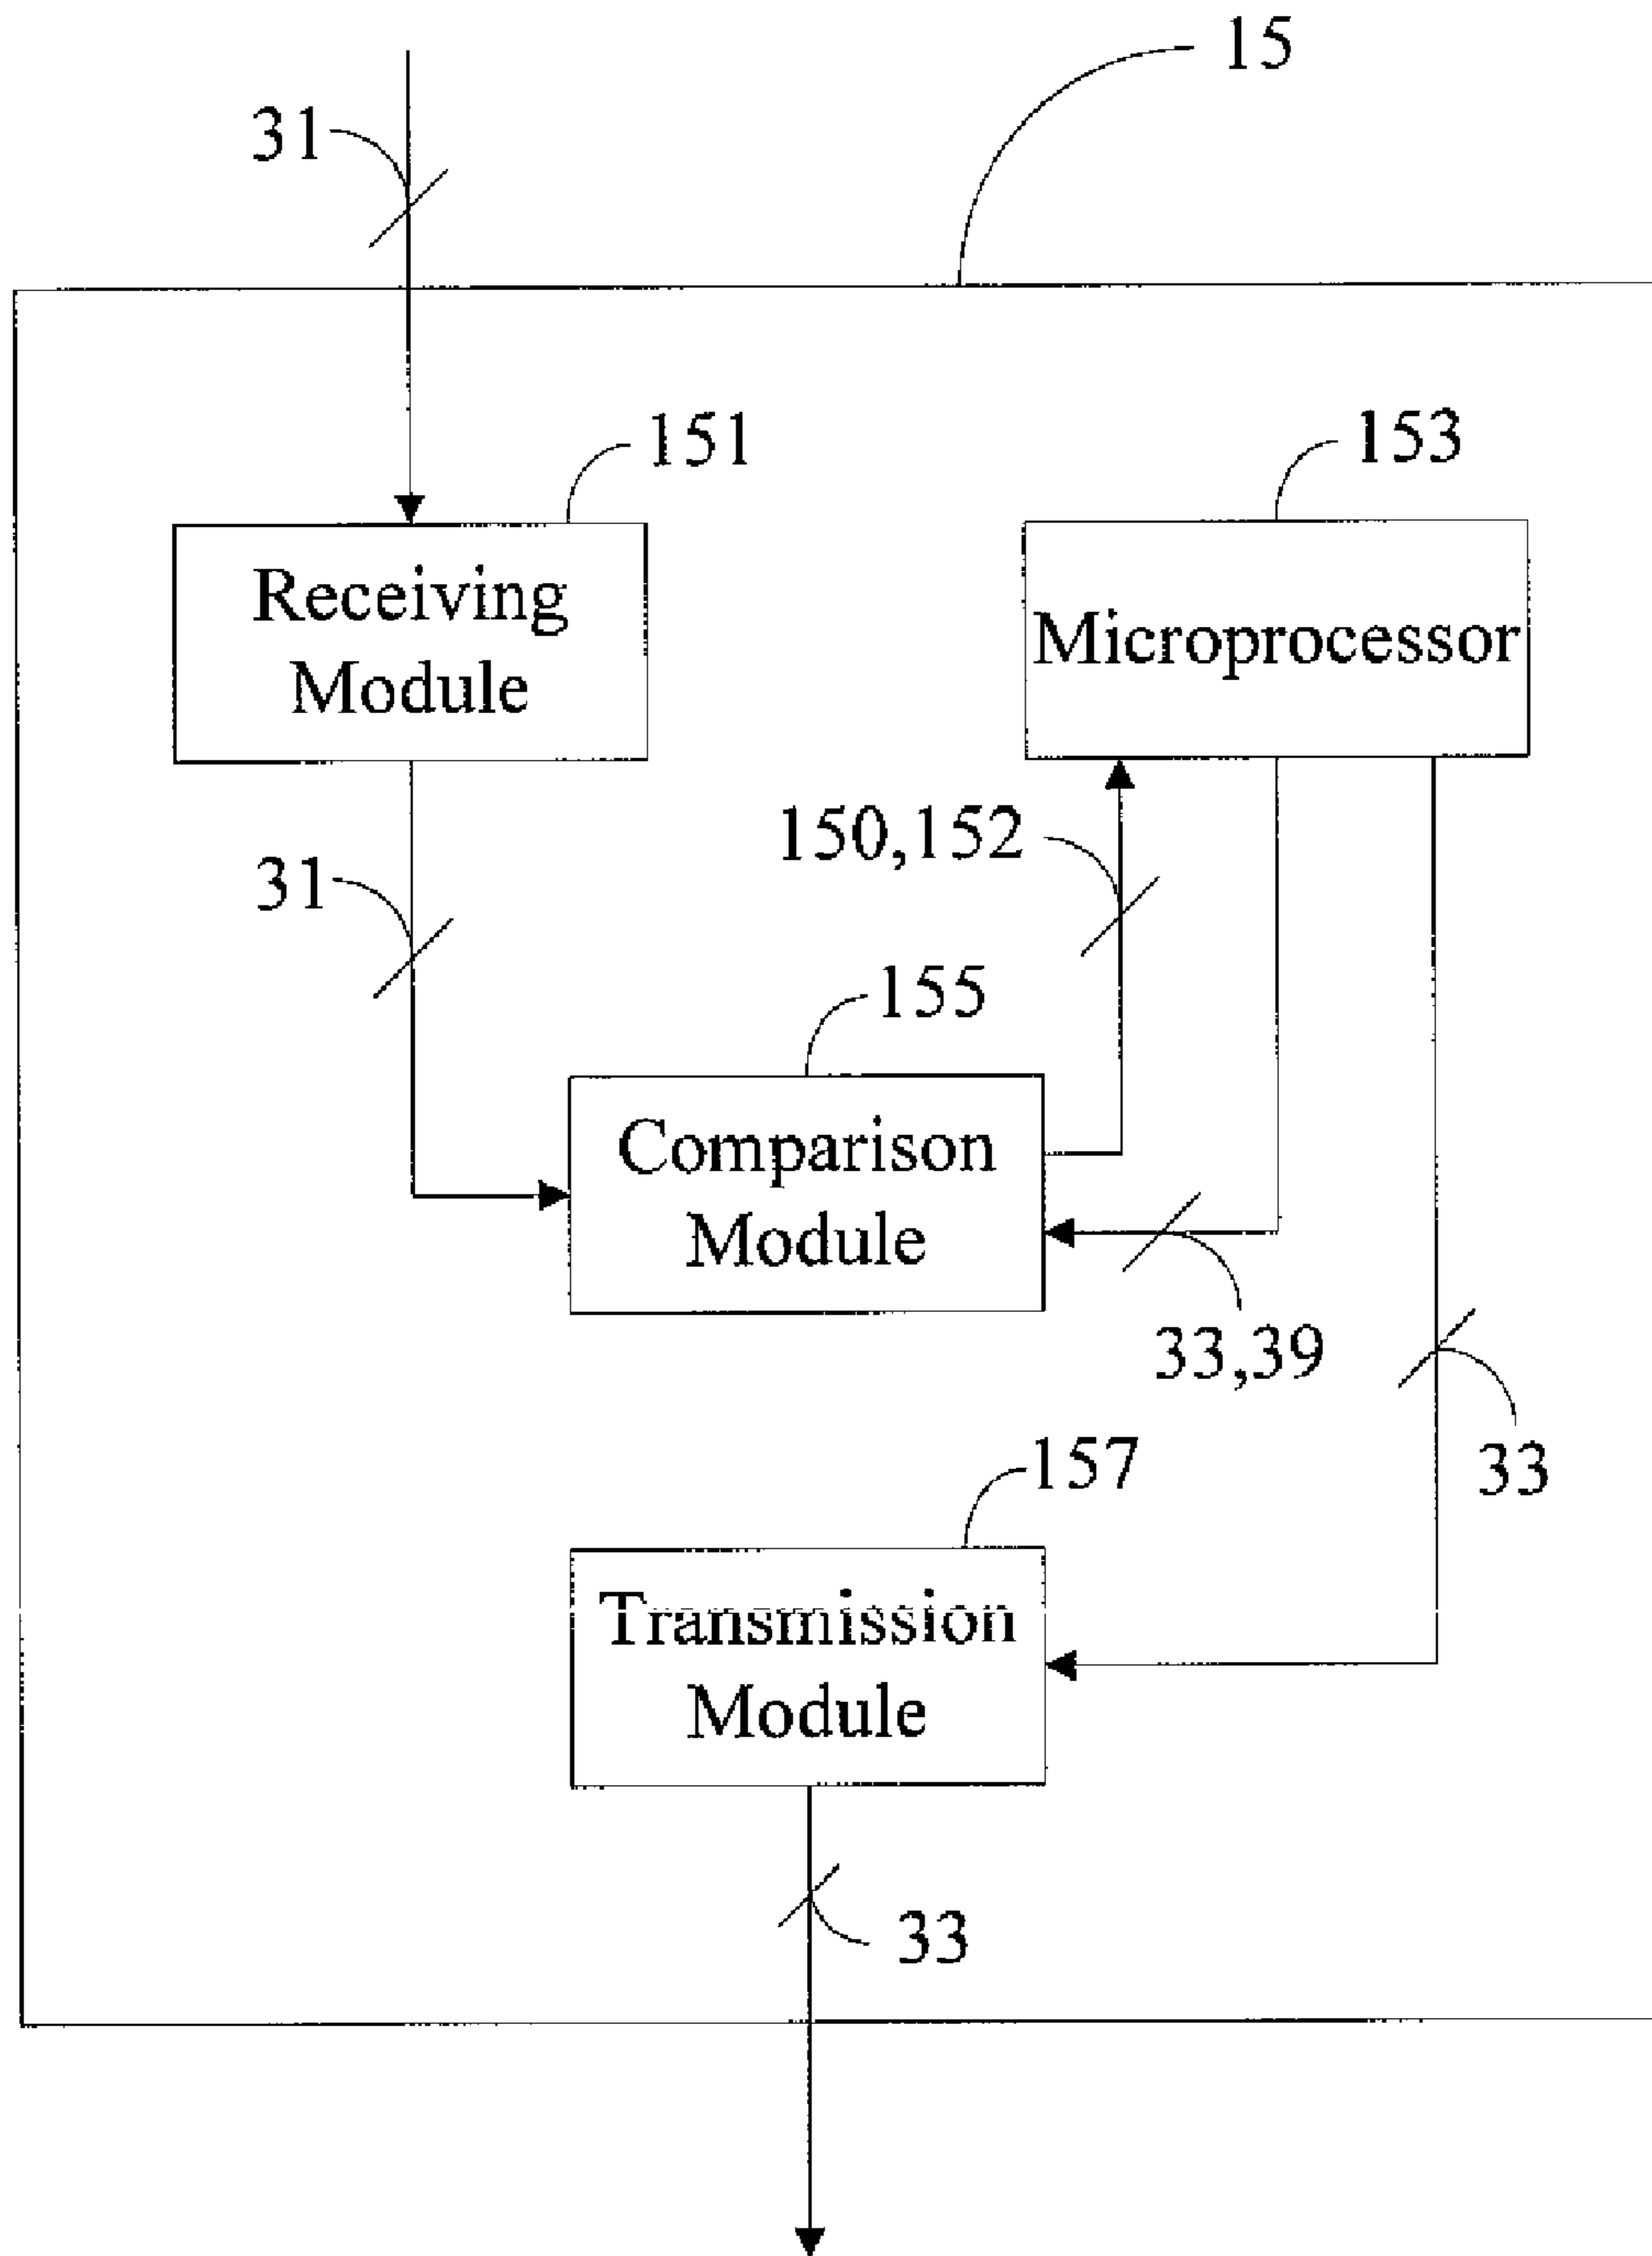 15
31
151
153
Receiving
Module
Microprocessor
150,152
31
155
Comparison
Module
33,39
33
157
Transmission
Module
33